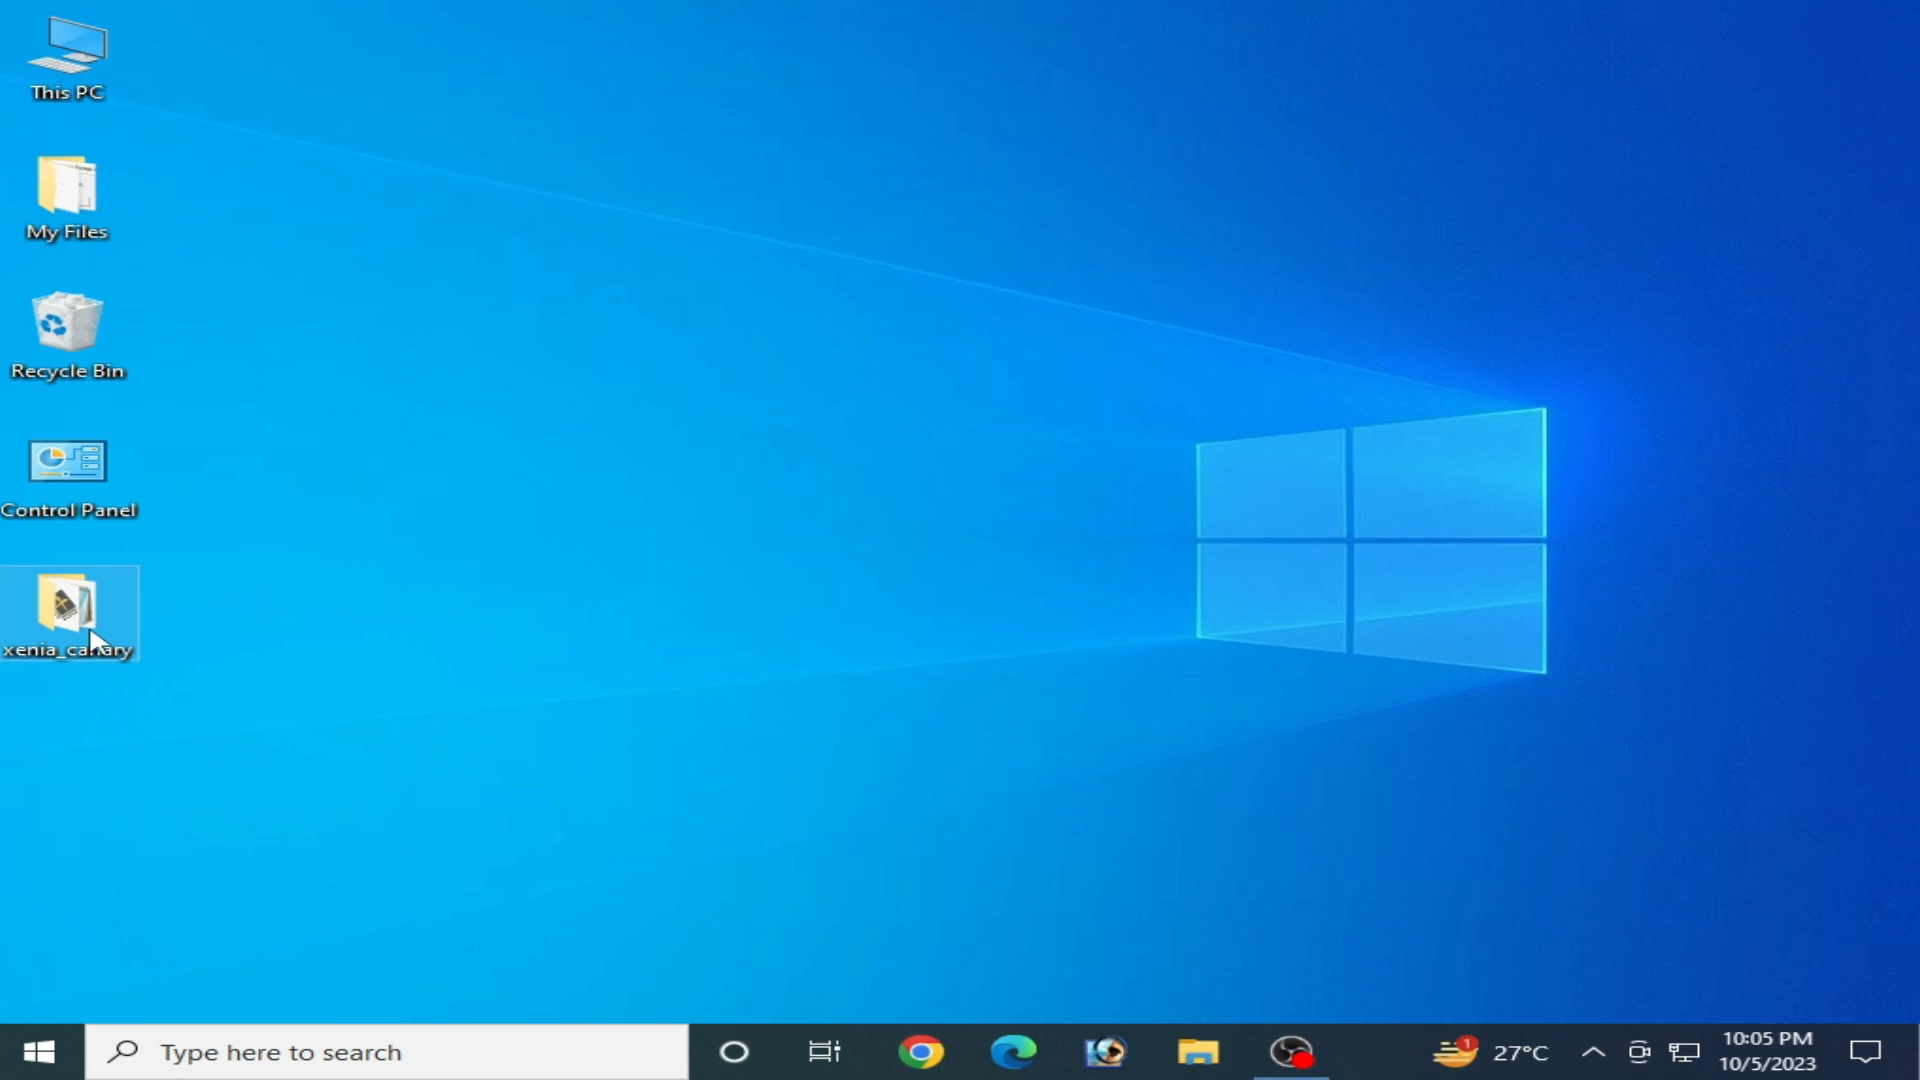 This PC
My Files
Recycle Bin
Control Panel
xenia_canary
Type here to search
1
27°C
10:05 PM
10/5/2023